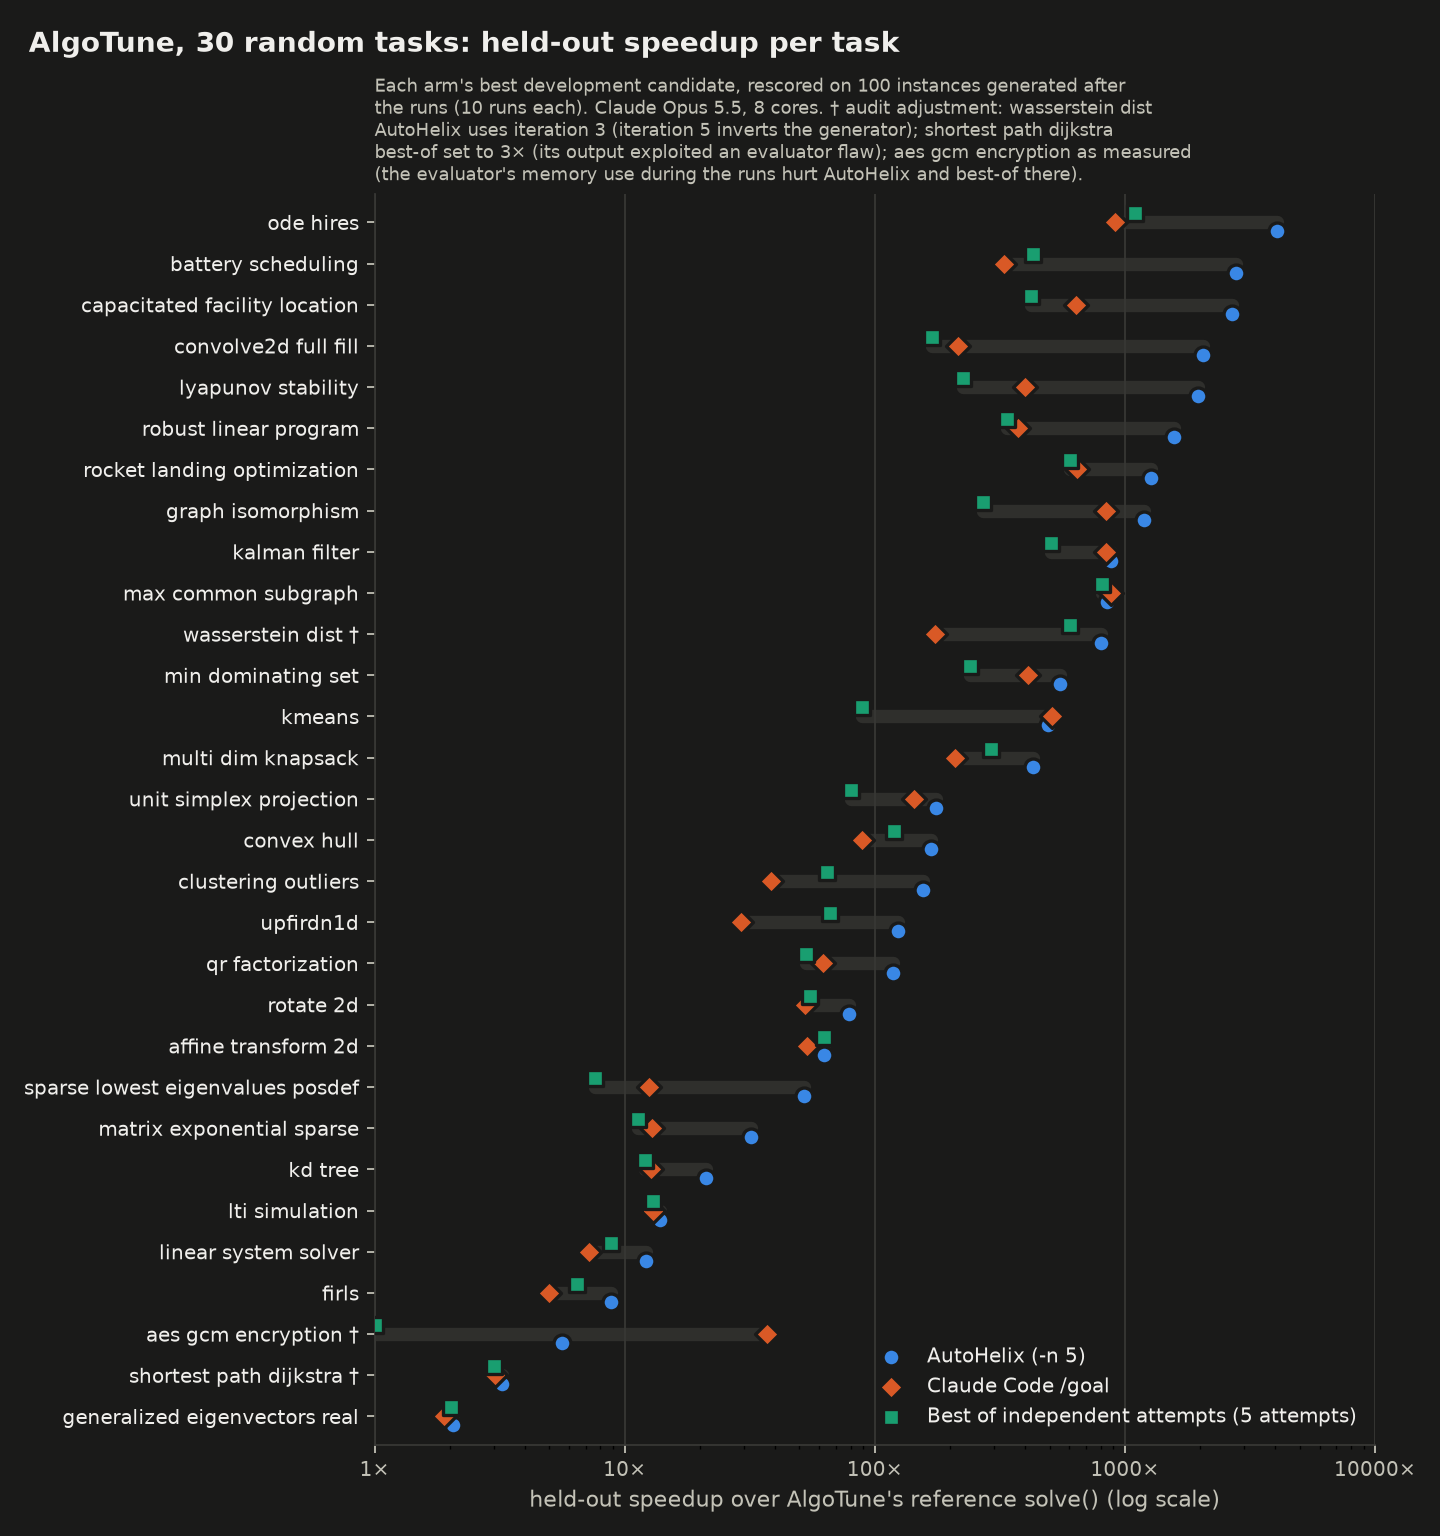 AlgoTune, 30 random tasks: held-out speedup per task
Each arm's best development candidate, rescored on 100 instances generated after
the runs (10 runs each). Claude Opus 5.5, 8 cores. † audit adjustment: wasserstein dist
AutoHelix uses iteration 3 (iteration 5 inverts the generator); shortest path dijkstra
best-of set to 3× (its output exploited an evaluator flaw); aes gcm encryption as measured
(the evaluator's memory use during the runs hurt AutoHelix and best-of there).
ode hires
battery scheduling
capacitated facility location
convolve2d full fill
lyapunov stability
robust linear program
rocket landing optimization
graph isomorphism
kalman filter
max common subgraph
wasserstein dist †
min dominating set
kmeans
multi dim knapsack
unit simplex projection
convex hull
clustering outliers
upfirdn1d
qr factorization
rotate 2d
affine transform 2d
sparse lowest eigenvalues posdef
matrix exponential sparse
kd tree
lti simulation
linear system solver
firls
aes gcm encryption †
shortest path dijkstra †
generalized eigenvectors real
AutoHelix (-n 5)
Claude Code /goal
Best of independent attempts (5 attempts)
1× 10× 100× 1000× 10000×
held-out speedup over AlgoTune's reference solve() (log scale)